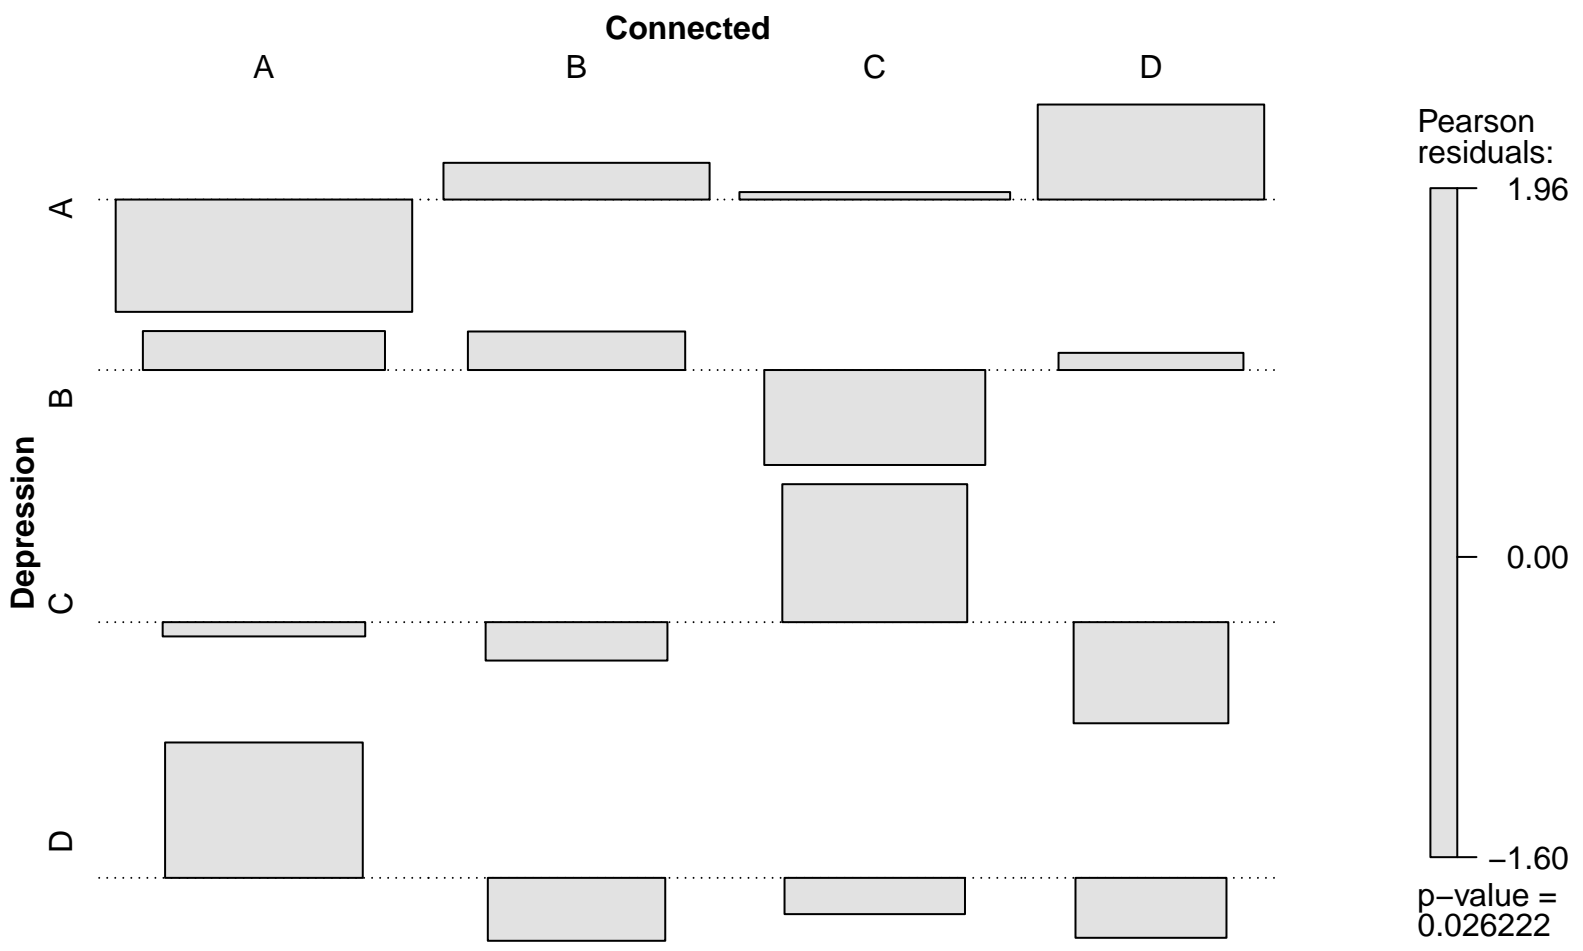 Connected
A B C D
Depression
A
B
C
D
Pearson
residuals:
1.96
0.00
−1.60
p−value =
0.026222